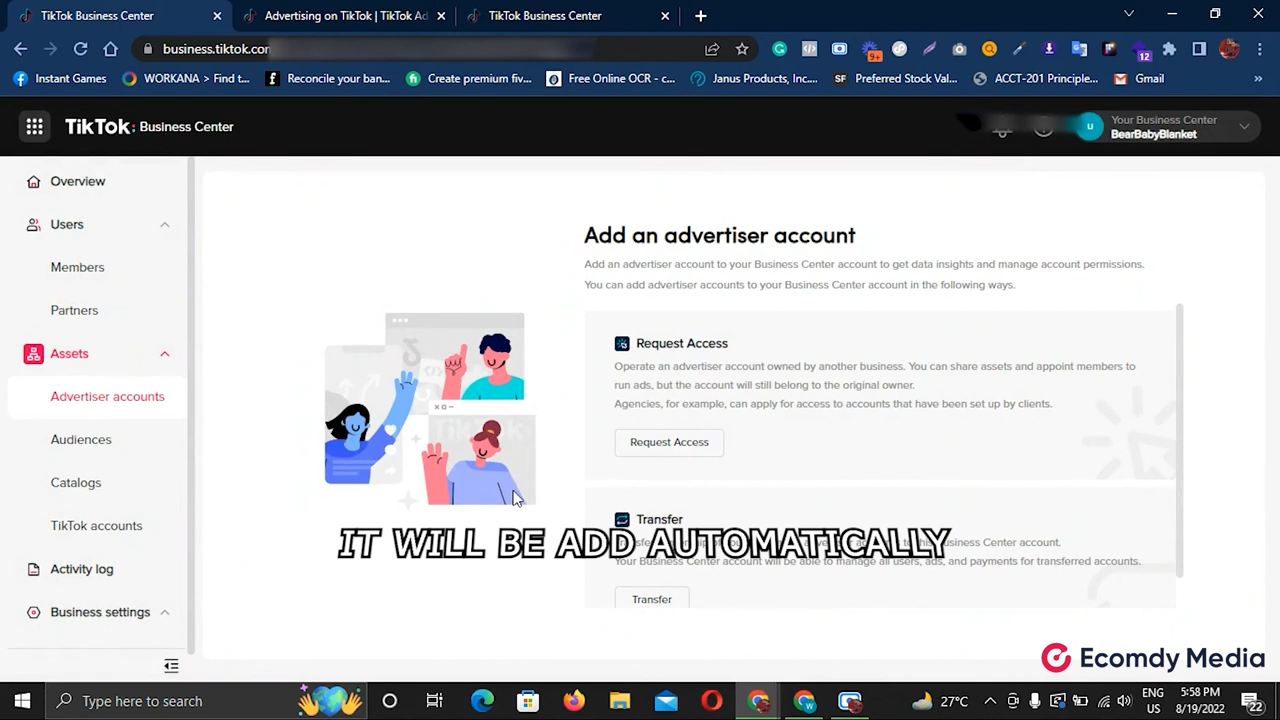 TikTok Business Center
Advertising on TikTok | TikTok Ad
TikTok Business Center
business.tiktok.com
9+
12
Instant Games
WORKANA > Find t...
Reconcile your ban...
Create premium fiv...
Free Online OCR - c...
Janus Products, Inc....
SF Preferred Stock Val...
ACCT-201 Principle...
Gmail
»
TikTok: Business Center
u
Your Business Center
BearBabyBlanket
Overview
Users
Members
Partners
Assets
Advertiser accounts
Audiences
Catalogs
TikTok accounts
Activity log
Business settings
Add an advertiser account
Add an advertiser account to your Business Center account to get data insights and manage account permissions.
You can add advertiser accounts to your Business Center account in the following ways.
Request Access
Operate an advertiser account owned by another business. You can share assets and appoint members to
run ads, but the account will still belong to the original owner.
Agencies, for example, can apply for access to accounts that have been set up by clients.
Request Access
Transfer
IT WILL BE ADD AUTOMATICALLY
Center account.
Your Business Center account will be able to manage all users, ads, and payments for transferred accounts.
Transfer
Ecomdy Media
Type here to search
27°C
ENG
US
5:58 PM
8/19/2022
22